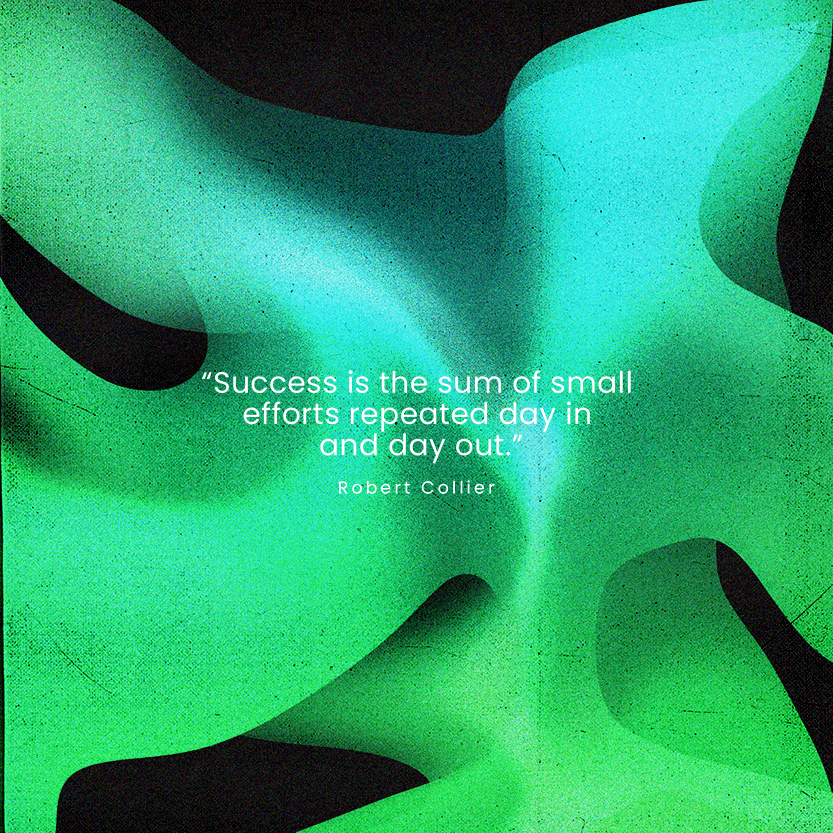 “Success is the sum of small
efforts repeated day in
and day out.”
Robert Collier